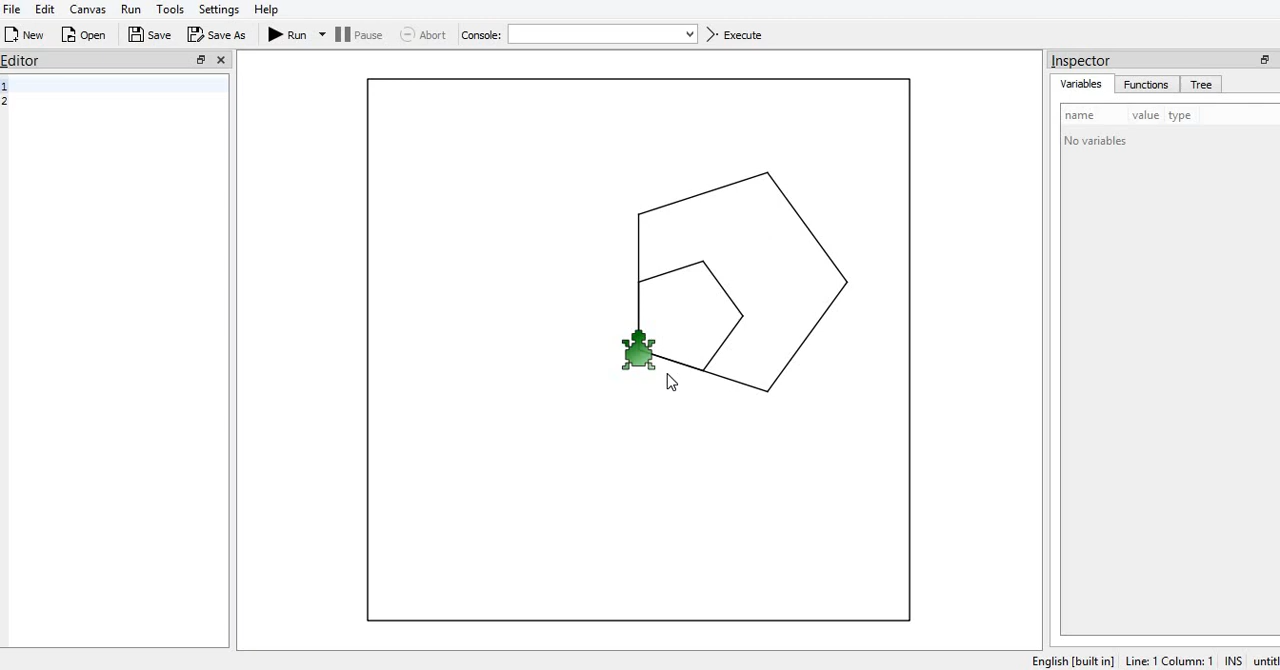 File Edit Canvas Run Tools Settings Help
New Open Save Save As Run Pause Abort Console: Execute
Editor
1
2
Inspector
Variables Functions Tree
name value type
No variables
English [built in] Line: 1 Column: 1 INS